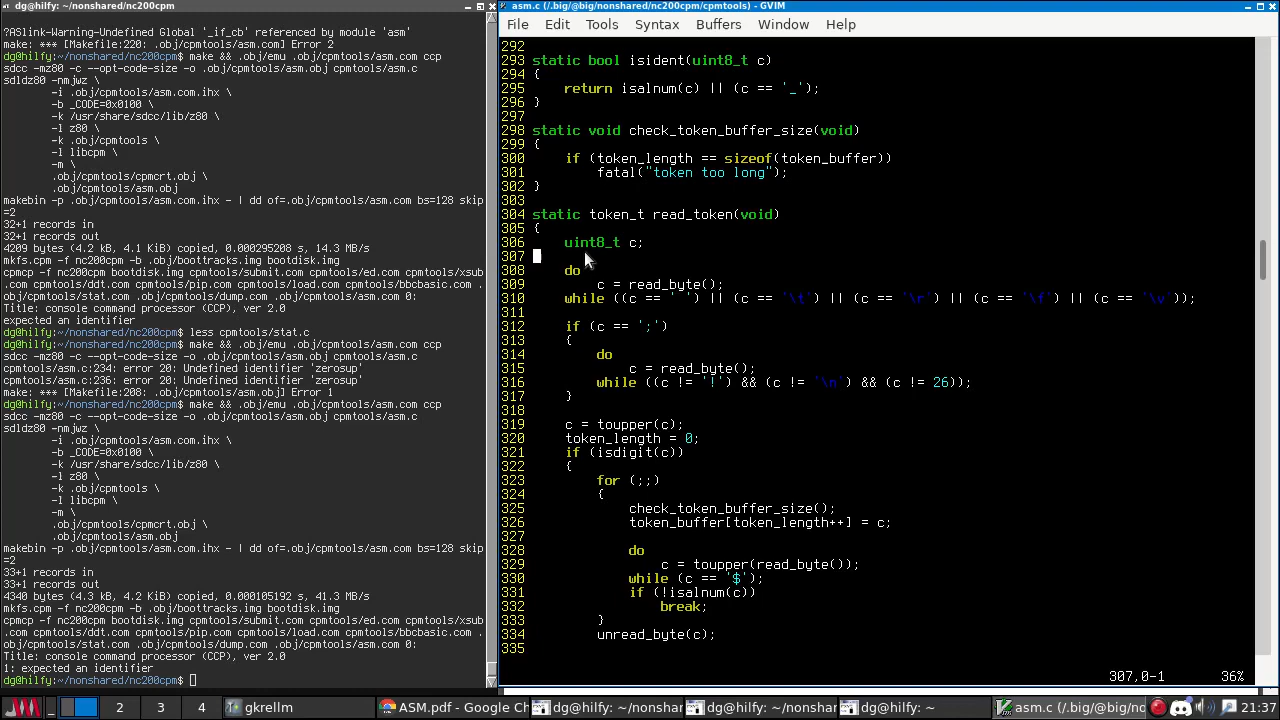 dg@hilfy: ~/nonshared/nc200cpm
?ASlink-Warning-Undefined Global '_if_cb' referenced by module 'asm'
make: *** [Makefile:220: .obj/cpmtools/asm.com] Error 2
dg@hilfy:~/nonshared/nc200cpm$ make && .obj/emu .obj/cpmtools/asm.com ccp
sdcc -mz80 -c --opt-code-size -o .obj/cpmtools/asm.obj cpmtools/asm.c
sdldz80 -nmjwz \
-i .obj/cpmtools/asm.com.ihx \
-b _CODE=0x0100 \
-k /usr/share/sdcc/lib/z80 \
-l z80 \
-k .obj/cpmtools \
-l libcpm \
-m \
.obj/cpmtools/cpmcrt.obj \
.obj/cpmtools/asm.obj
makebin -p .obj/cpmtools/asm.com.ihx - | dd of=.obj/cpmtools/asm.com bs=128 skip
=2
32+1 records in
32+1 records out
4209 bytes (4.2 kB, 4.1 KiB) copied, 0.000295208 s, 14.3 MB/s
mkfs.cpm -f nc200cpm -b .obj/boottracks.img bootdisk.img
cpmcp -f nc200cpm bootdisk.img cpmtools/submit.com cpmtools/ed.com cpmtools/xsub
.com cpmtools/ddt.com cpmtools/pip.com cpmtools/load.com cpmtools/bbcbasic.com .
obj/cpmtools/stat.com .obj/cpmtools/dump.com .obj/cpmtools/asm.com 0:
Title: console command processor (CCP), ver 2.0
expected an identifier
dg@hilfy:~/nonshared/nc200cpm$ less cpmtools/stat.c
dg@hilfy:~/nonshared/nc200cpm$ make && .obj/emu .obj/cpmtools/asm.com ccp
sdcc -mz80 -c --opt-code-size -o .obj/cpmtools/asm.obj cpmtools/asm.c
cpmtools/asm.c:234: error 20: Undefined identifier 'zerosup'
cpmtools/asm.c:236: error 20: Undefined identifier 'zerosup'
make: *** [Makefile:208: .obj/cpmtools/asm.obj] Error 1
dg@hilfy:~/nonshared/nc200cpm$ make && .obj/emu .obj/cpmtools/asm.com ccp
sdcc -mz80 -c --opt-code-size -o .obj/cpmtools/asm.obj cpmtools/asm.c
sdldz80 -nmjwz \
-i .obj/cpmtools/asm.com.ihx \
-b _CODE=0x0100 \
-k /usr/share/sdcc/lib/z80 \
-l z80 \
-k .obj/cpmtools \
-l libcpm \
-m \
.obj/cpmtools/cpmcrt.obj \
.obj/cpmtools/asm.obj
makebin -p .obj/cpmtools/asm.com.ihx - | dd of=.obj/cpmtools/asm.com bs=128 skip
=2
33+1 records in
33+1 records out
4340 bytes (4.3 kB, 4.2 KiB) copied, 0.000105192 s, 41.3 MB/s
mkfs.cpm -f nc200cpm -b .obj/boottracks.img bootdisk.img
cpmcp -f nc200cpm bootdisk.img cpmtools/submit.com cpmtools/ed.com cpmtools/xsub
.com cpmtools/ddt.com cpmtools/pip.com cpmtools/load.com cpmtools/bbcbasic.com .
obj/cpmtools/stat.com .obj/cpmtools/dump.com .obj/cpmtools/asm.com 0:
Title: console command processor (CCP), ver 2.0
1: expected an identifier
dg@hilfy:~/nonshared/nc200cpm$
asm.c (/.big/@big/nonshared/nc200cpm/cpmtools) - GVIM
File Edit Tools Syntax Buffers Window Help
292
293 static bool isident(uint8_t c)
294 {
295     return isalnum(c) || (c == '_');
296 }
297
298 static void check_token_buffer_size(void)
299 {
300     if (token_length == sizeof(token_buffer))
301         fatal("token too long");
302 }
303
304 static token_t read_token(void)
305 {
306     uint8_t c;
307
308     do
309         c = read_byte();
310     while ((c == ' ') || (c == '\t') || (c == '\r') || (c == '\f') || (c == '\v'));
311
312     if (c == ';')
313     {
314         do
315             c = read_byte();
316         while ((c != '!') && (c != '\n') && (c != 26));
317     }
318
319     c = toupper(c);
320     token_length = 0;
321     if (isdigit(c))
322     {
323         for (;;)
324         {
325             check_token_buffer_size();
326             token_buffer[token_length++] = c;
327
328             do
329                 c = toupper(read_byte());
330             while (c == '$');
331             if (!isalnum(c))
332                 break;
333         }
334         unread_byte(c);
335
307,0-1 36%
2 3 4 gkrellm ASM.pdf - Google Ch dg@hilfy: ~/nonshare dg@hilfy: ~/nonshare dg@hilfy: ~ asm.c (/.big/@big/non 21:37